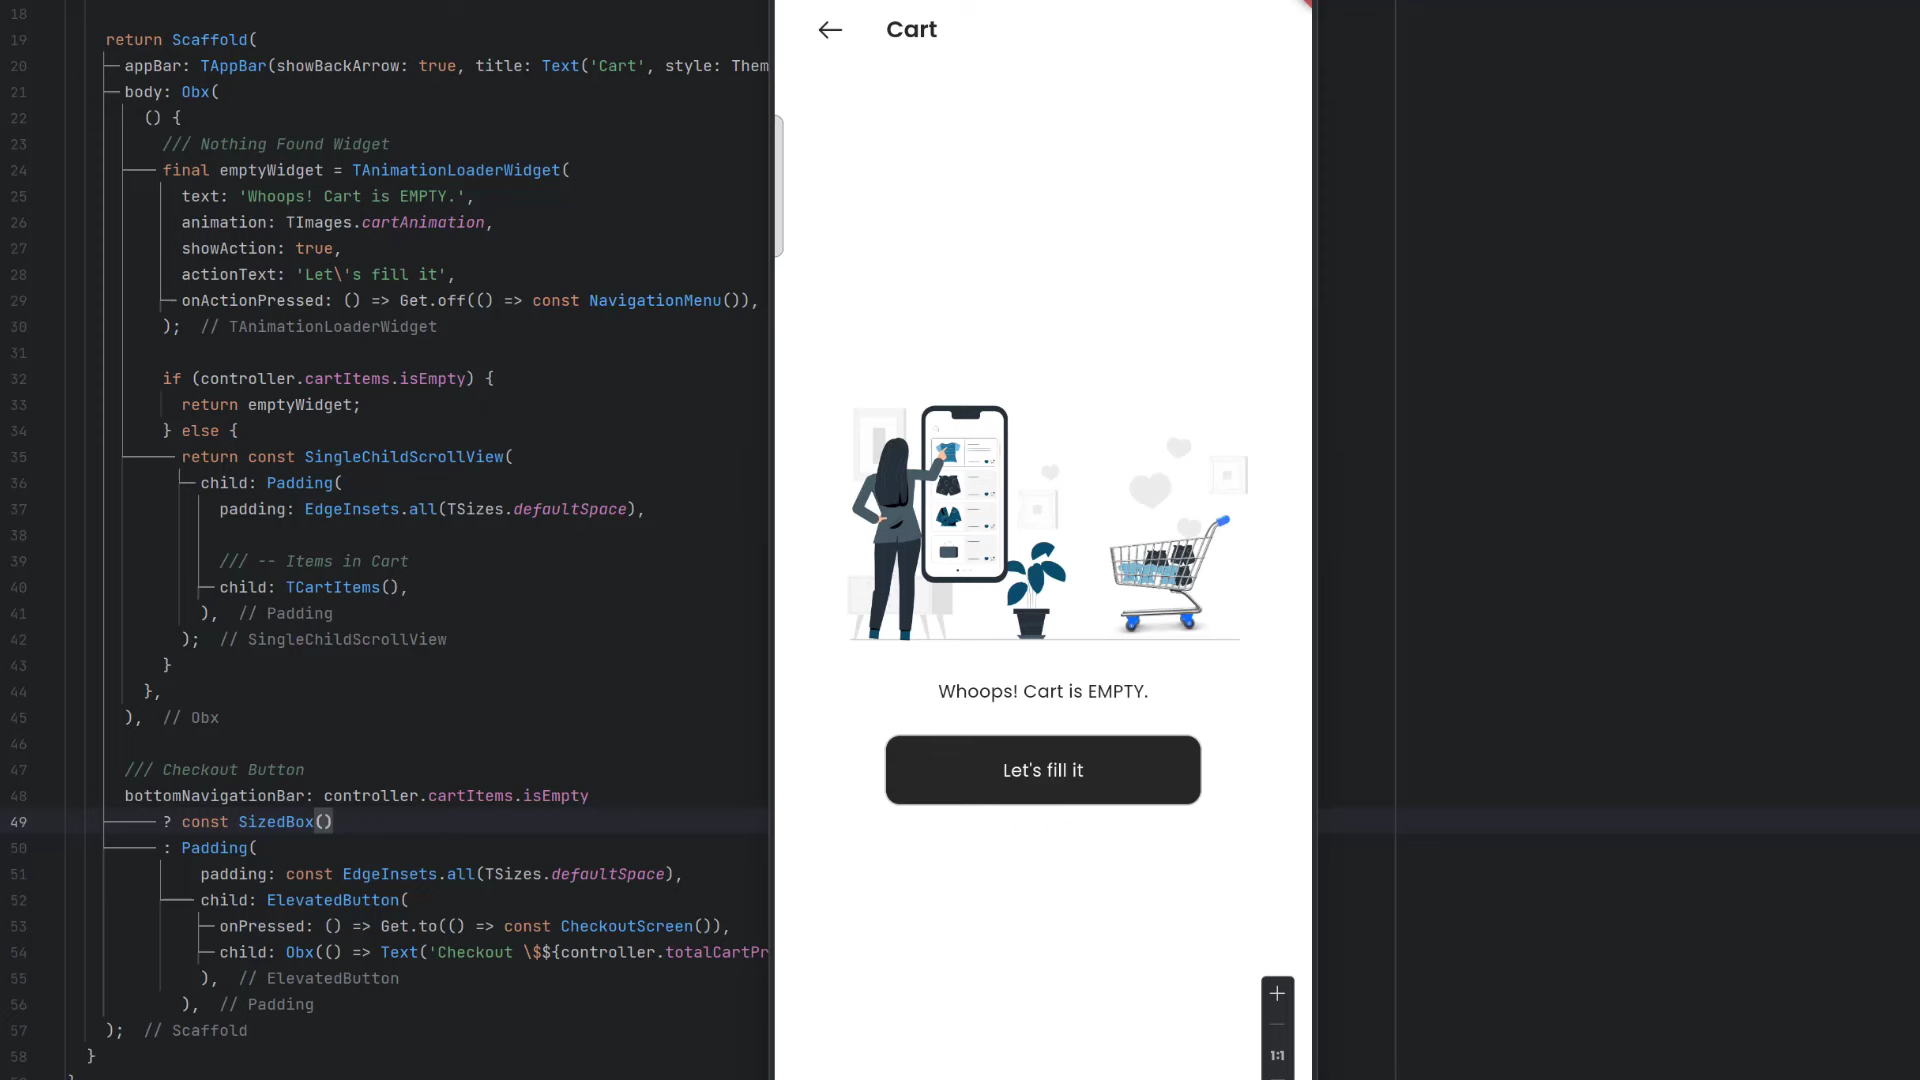 18
19 return Scaffold(
20 appBar: TAppBar(showBackArrow: true, title: Text('Cart', style: Them
21 body: Obx(
22 () {
23 /// Nothing Found Widget
24 final emptyWidget = TAnimationLoaderWidget(
25 text: 'Whoops! Cart is EMPTY.',
26 animation: TImages.cartAnimation,
27 showAction: true,
28 actionText: 'Let\'s fill it',
29 onActionPressed: () => Get.off(() => const NavigationMenu()),
30 ); // TAnimationLoaderWidget
31
32 if (controller.cartItems.isEmpty) {
33 return emptyWidget;
34 } else {
35 return const SingleChildScrollView(
36 child: Padding(
37 padding: EdgeInsets.all(TSizes.defaultSpace),
38
39 /// -- Items in Cart
40 child: TCartItems(),
41 ), // Padding
42 ); // SingleChildScrollView
43 }
44 },
45 ), // Obx
46
47 /// Checkout Button
48 bottomNavigationBar: controller.cartItems.isEmpty
49 ? const SizedBox()
50 : Padding(
51 padding: const EdgeInsets.all(TSizes.defaultSpace),
52 child: ElevatedButton(
53 onPressed: () => Get.to(() => const CheckoutScreen()),
54 child: Obx(() => Text('Checkout \$${controller.totalCartPr
55 ), // ElevatedButton
56 ), // Padding
57 ); // Scaffold
58 }
Cart
Whoops! Cart is EMPTY.
Let's fill it
1:1